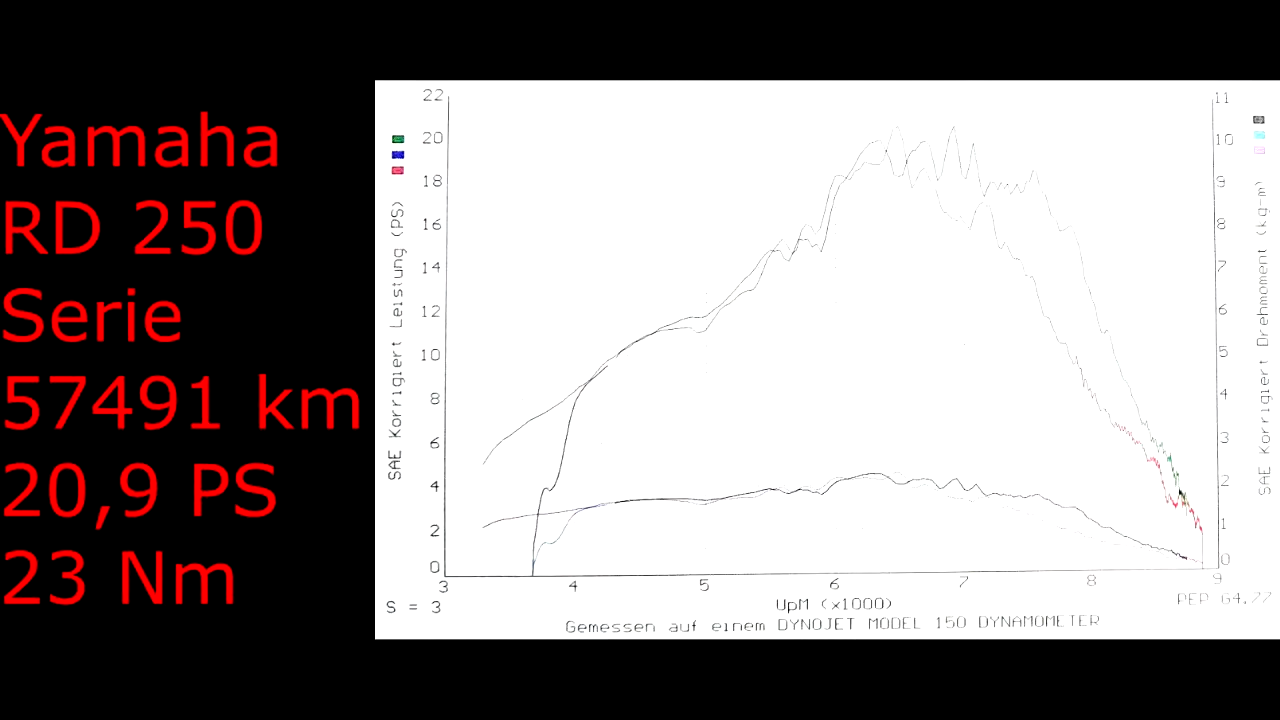 Yamaha
RD 250
Serie
57491 km
20,9 PS
23 Nm
SAE Korrigiert Leistung (PS)
22
20
18
16
14
12
10
8
6
4
2
0
11
10
9
8
7
6
5
4
3
2
1
0
SAE Korrigiert Drehmoment (kg-m)
3 4 5 6 7 8 9
S = 3
UpM (x1000)
Gemessen auf einem DYNOJET MODEL 150 DYNAMOMETER